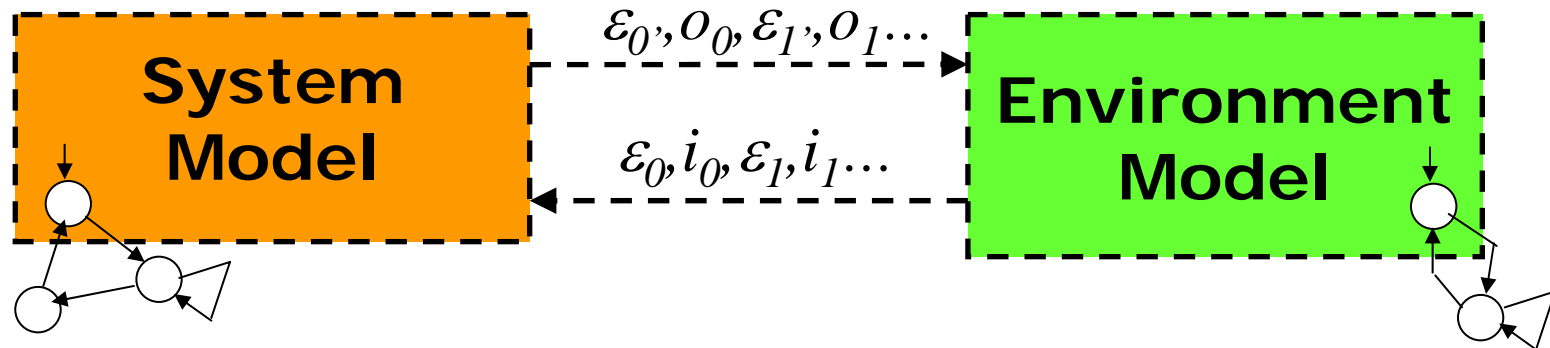 System
Model
ε0',o0,ε1',o1...
ε0,i0,ε1,i1...
Environment
Model